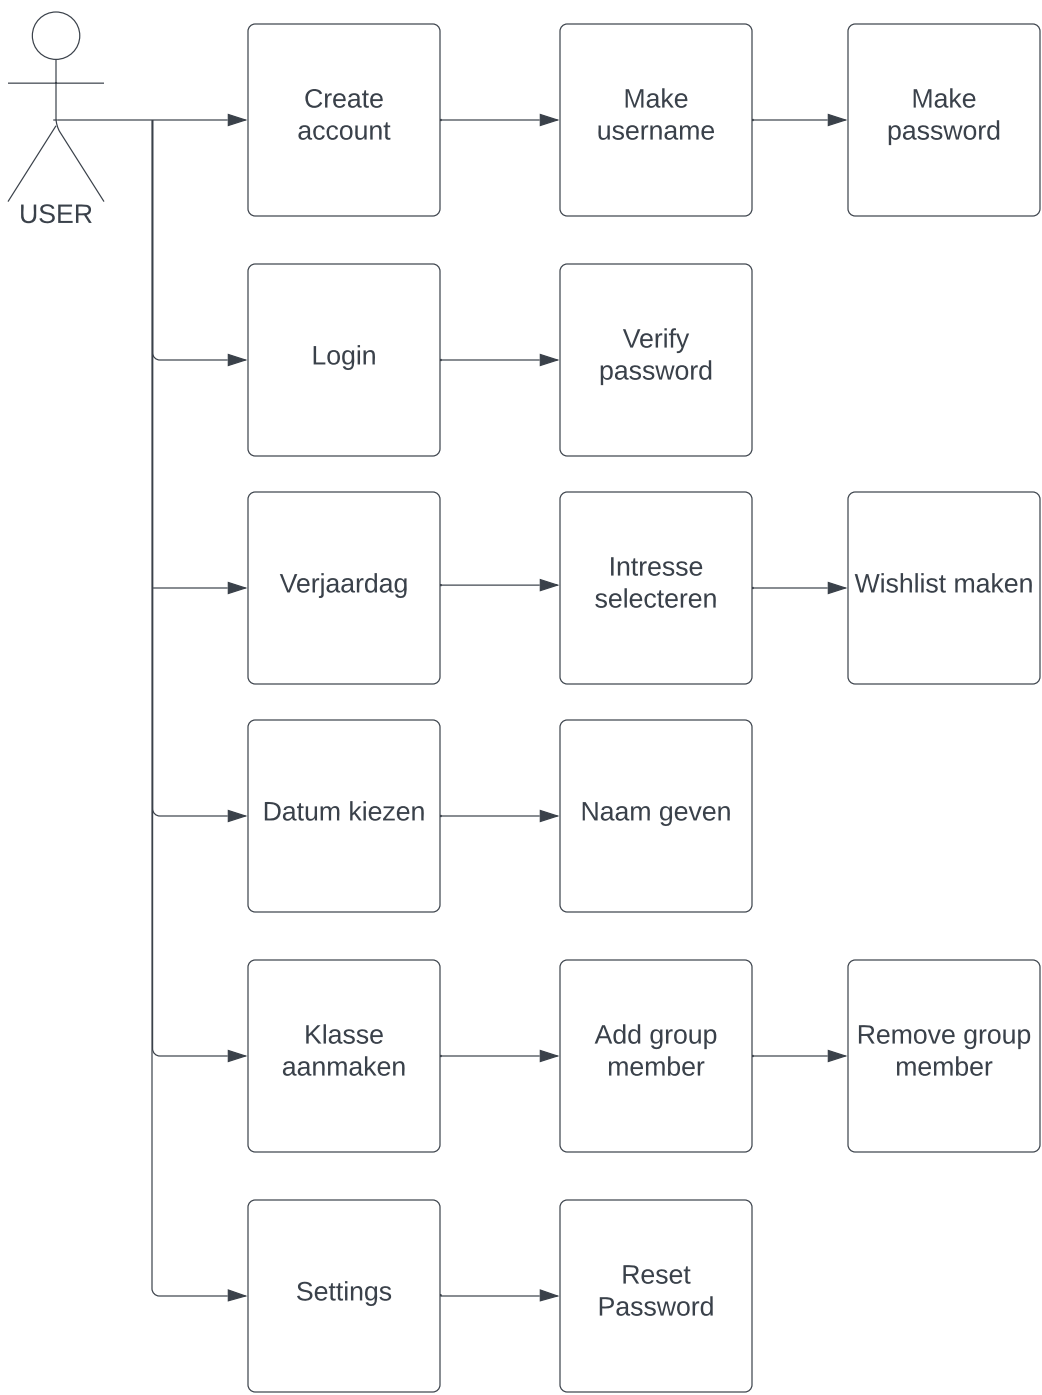 USER
Create
account
Make
username
Make
password
Login
Verify
password
Verjaardag
Intresse
selecteren
Wishlist maken
Datum kiezen
Naam geven
Klasse
aanmaken
Add group
member
Remove group
member
Settings
Reset
Password